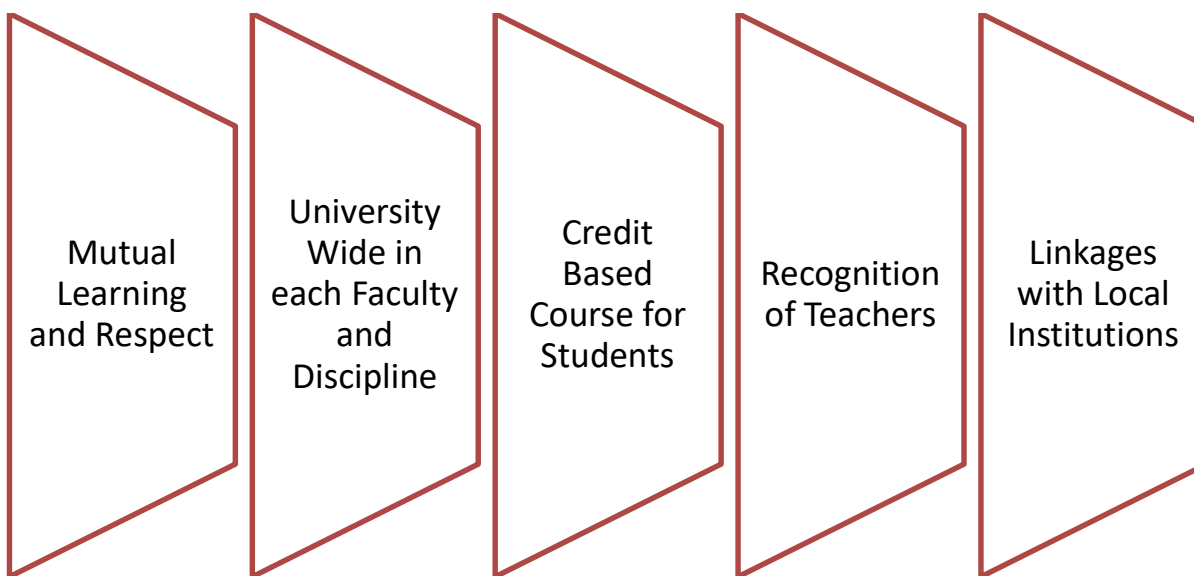 Mutual
Learning
and Respect
University
Wide in
each Faculty
and
Discipline
Credit
Based
Course for
Students
Recognition
of Teachers
Linkages
with Local
Institutions